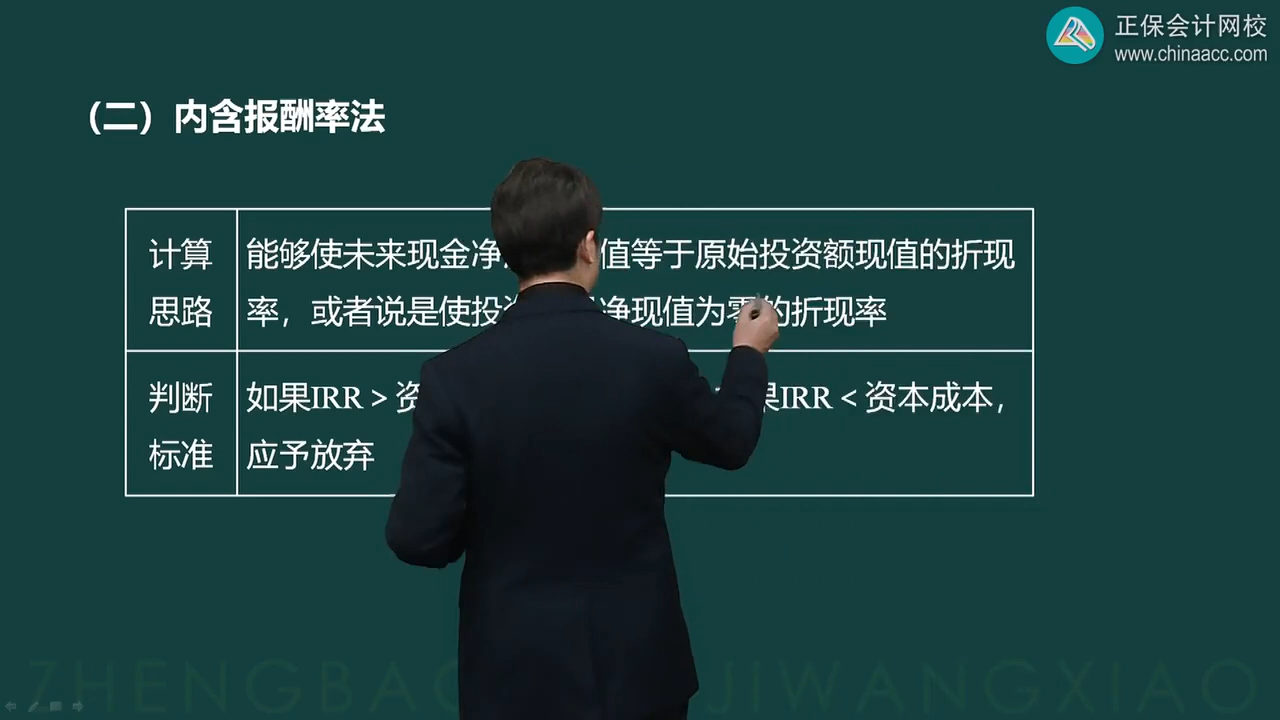 正保会计网校
www.chinaacc.com
（二）内含报酬率法
计算思路
能够使未来现金净 值等于原始投资额现值的折现
率，或者说是使投 净现值为零的折现率
判断标准
如果IRR＞资 果IRR＜资本成本，
应予放弃
ZHENGBAO JIWANGXIAO